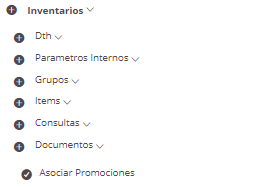 Inventarios
Dth
Parametros Internos
Grupos
Items
Consultas
Documentos
Asociar Promociones